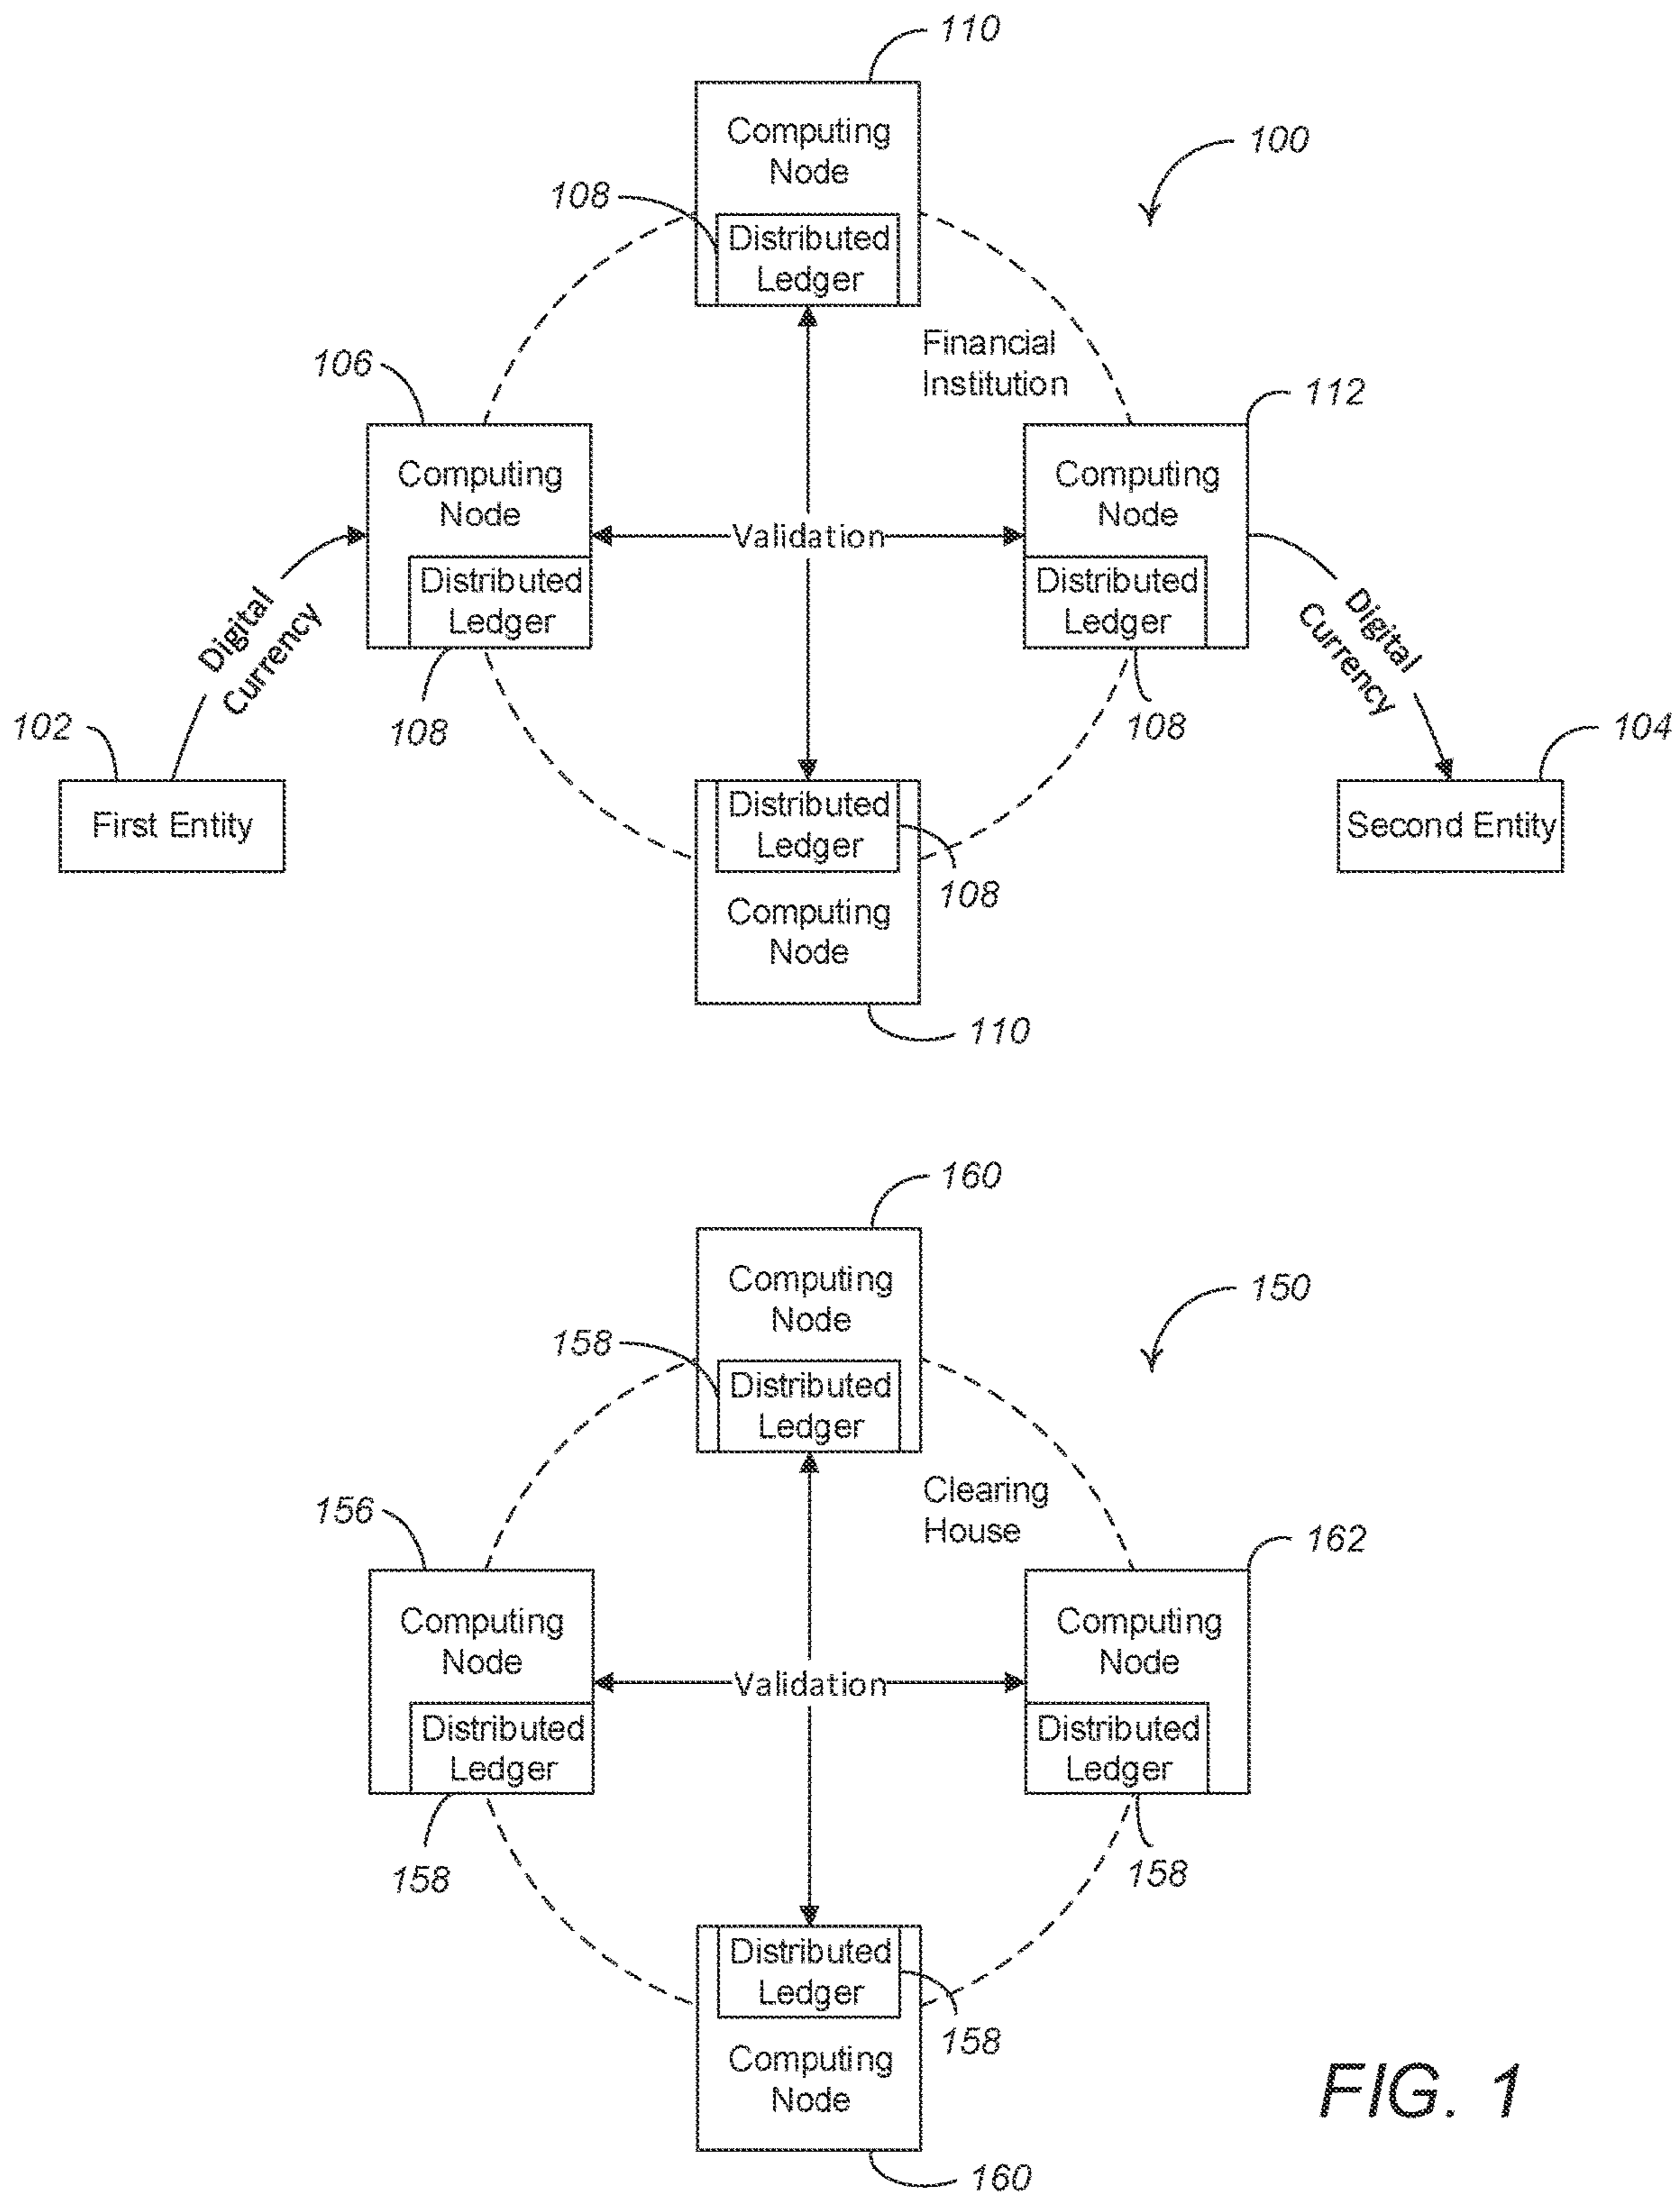 110
Computing
Node
100
108
Distributed
Ledger
Financial
Institution
106
112
Computing
Node
Computing
Node
Validation
Distributed
Ledger
Distributed
Ledger
Digital
Currency
Digital
Currency
108
108
102
104
First Entity
Distributed
Ledger
Second Entity
108
Computing
Node
110
160
Computing
Node
150
158
Distributed
Ledger
Clearing
House
156
162
Computing
Node
Computing
Node
Validation
Distributed
Ledger
Distributed
Ledger
158
158
Distributed
Ledger
158
Computing
Node
FIG. 1
160